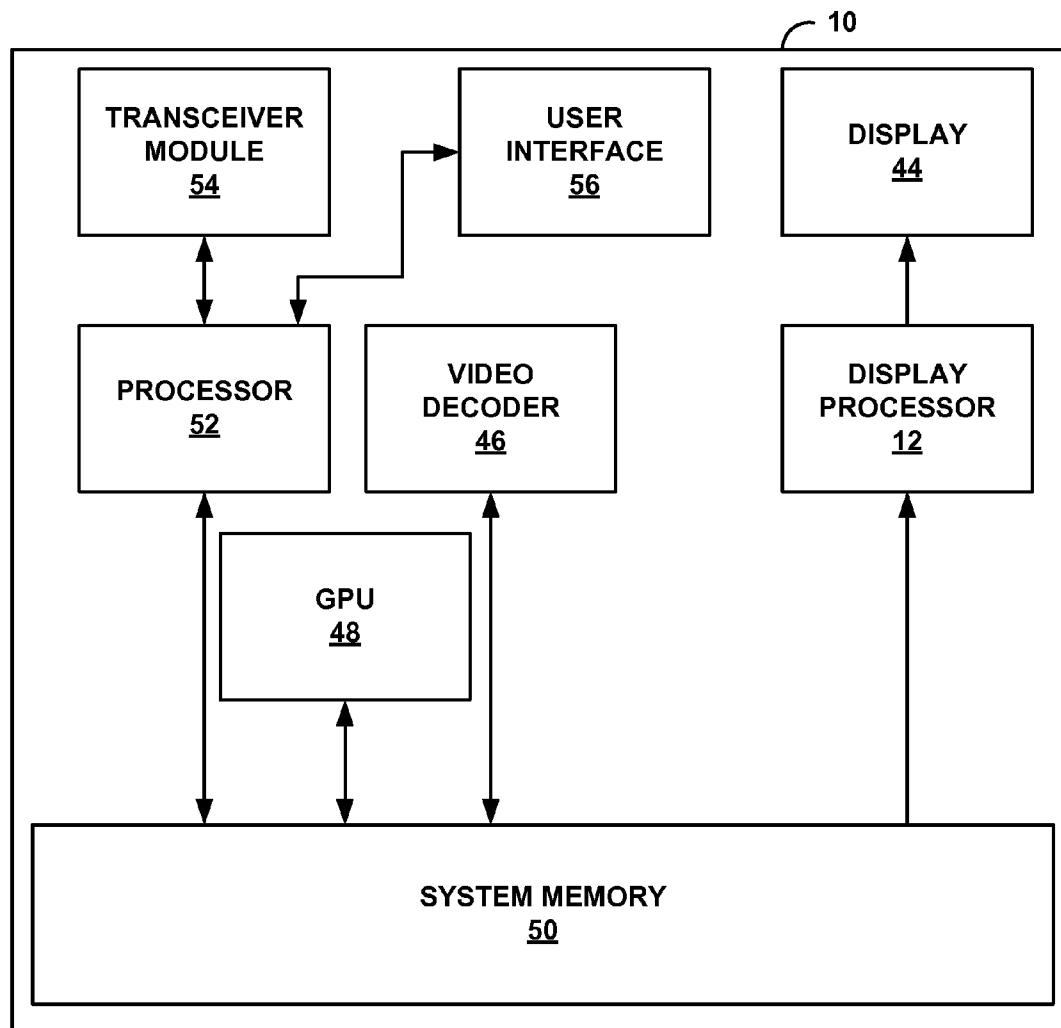 10
TRANSCEIVER
MODULE
54
USER
INTERFACE
56
DISPLAY
44
PROCESSOR
52
VIDEO
DECODER
46
DISPLAY
PROCESSOR
12
GPU
48
SYSTEM MEMORY
50